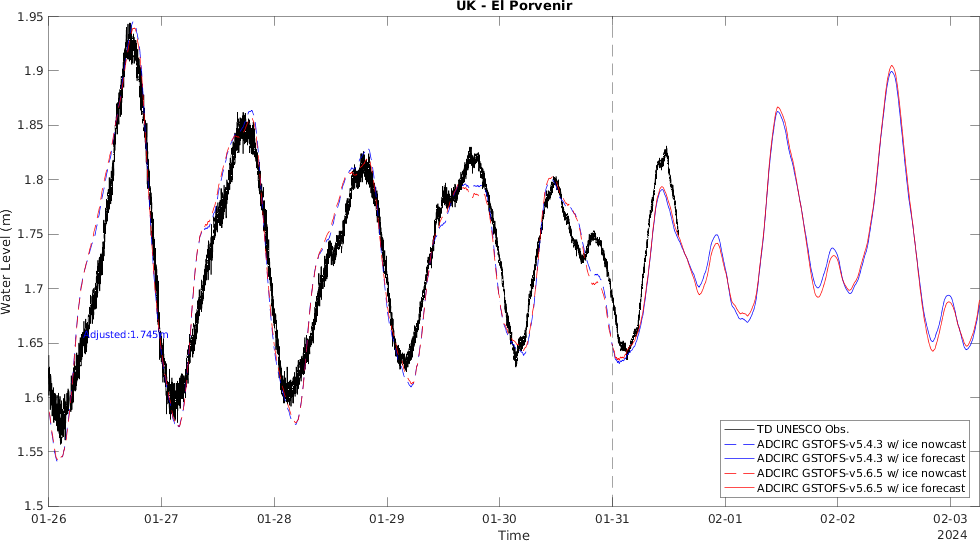 UK - El Porvenir
1.95
1.9
1.85
1.8
1.75
1.7
1.65
1.6
1.55
1.5
Water Level (m)
adjusted:1.745m
TD UNESCO Obs.
ADCIRC GSTOFS-v5.4.3 w/ ice nowcast
ADCIRC GSTOFS-v5.4.3 w/ ice forecast
ADCIRC GSTOFS-v5.6.5 w/ ice nowcast
ADCIRC GSTOFS-v5.6.5 w/ ice forecast
01-26 01-27 01-28 01-29 01-30 01-31 02-01 02-02 02-03
Time
2024